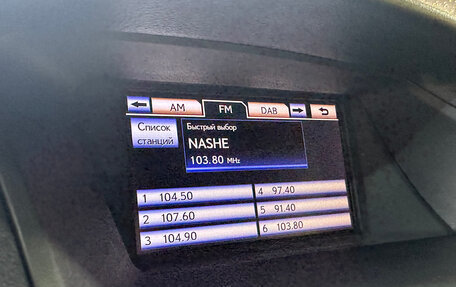 AM FM DAB
Список
станций
Быстрый выбор
NASHE
103.80 MHz
1 104.50
2 107.60
3 104.90
4 97.40
5 91.40
6 103.80